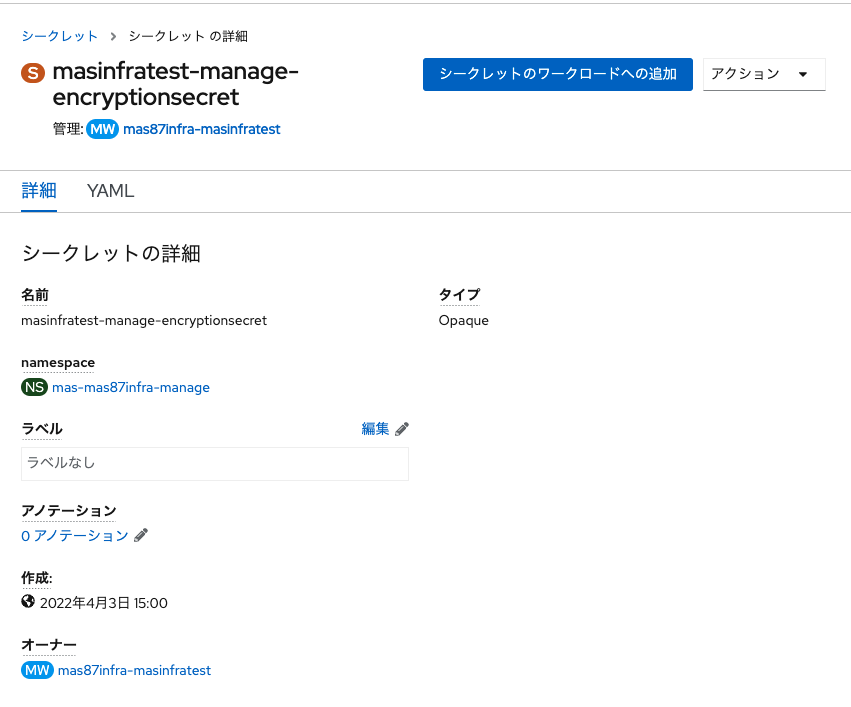 シークレット > シークレット の詳細
S masinfratest-manage-
encryptionsecret
シークレットのワークロードへの追加 アクション
管理: MW mas87infra-masinfratest
詳細 YAML
シークレットの詳細
名前 タイプ
masinfratest-manage-encryptionsecret Opaque
namespace
NS mas-mas87infra-manage
ラベル 編集
ラベルなし
アノテーション
0 アノテーション
作成:
2022年4月3日 15:00
オーナー
MW mas87infra-masinfratest